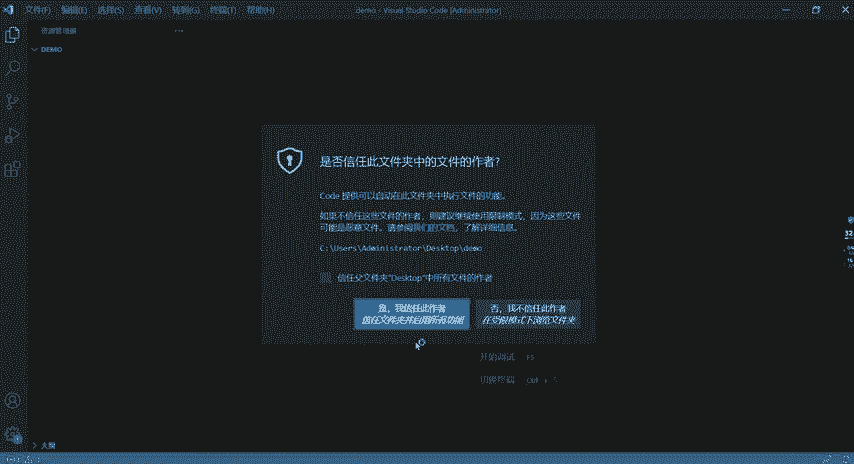 文件(F) 编辑(E) 选择(S) 查看(V) 转到(G) 终端(T) 帮助(H) demo - Visual Studio Code [Administrator]
资源管理器 ···
DEMO
是否信任此文件夹中的文件的作者?
Code 提供可以自动在此文件夹中执行文件的功能。
如果不信任这些文件的作者，则建议继续使用限制模式，因为这些文件
可能是恶意文件。请参阅我们的文档，了解详细信息。
C:\Users\Administrator\Desktop\demo
信任父文件夹"Desktop"中所有文件的作者
是，我信任此作者
信任文件夹并启用所有功能
否，我不信任此作者
在受限模式下浏览文件夹
开始调试 F5
切换终端 Ctrl +
大纲